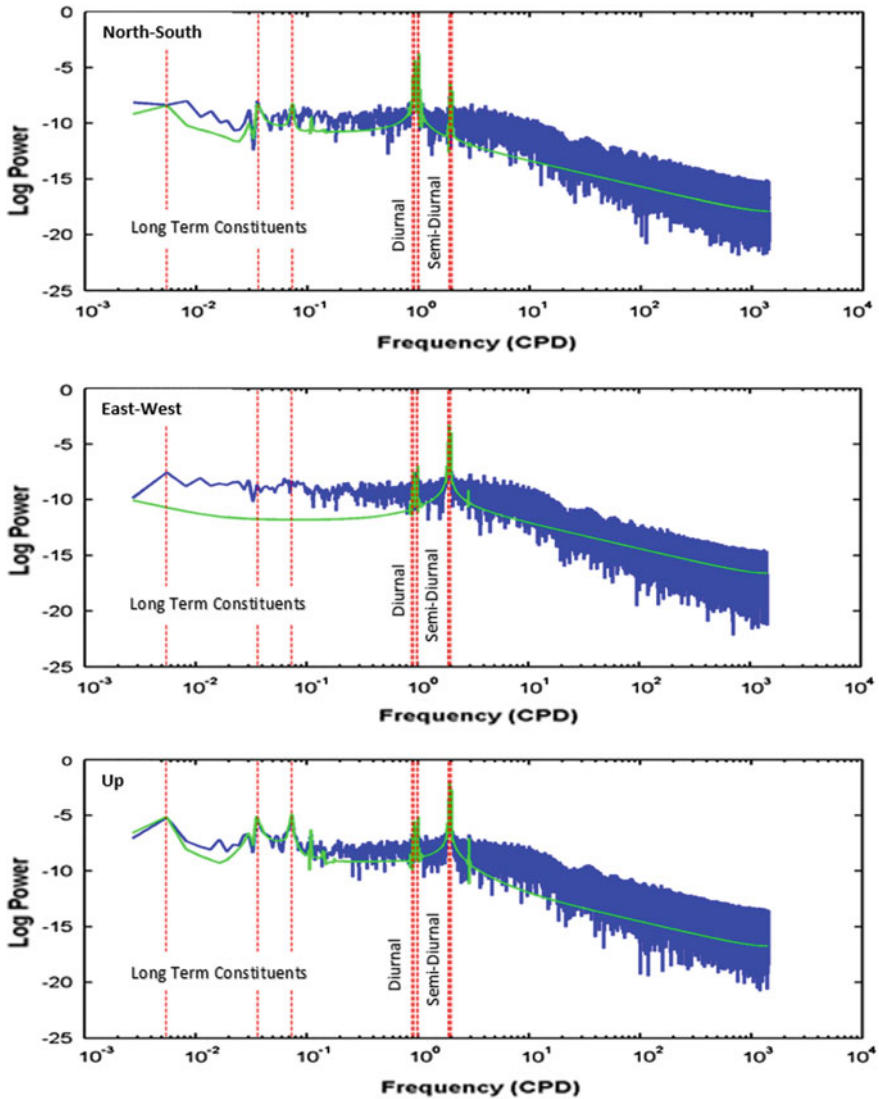 North-South
Log Power
0
-5
-10
-15
-20
-25
Long Term Constituents
Diurnal
Semi-Diurnal
10⁻³
10⁻²
10⁻¹
10⁰
10¹
10²
10³
10⁴
Frequency (CPD)
East-West
Log Power
0
-5
-10
-15
-20
-25
Long Term Constituents
Diurnal
Semi-Diurnal
10⁻³
10⁻²
10⁻¹
10⁰
10¹
10²
10³
10⁴
Frequency (CPD)
Up
Log Power
0
-5
-10
-15
-20
-25
Long Term Constituents
Diurnal
Semi-Diurnal
10⁻³
10⁻²
10⁻¹
10⁰
10¹
10²
10³
10⁴
Frequency (CPD)